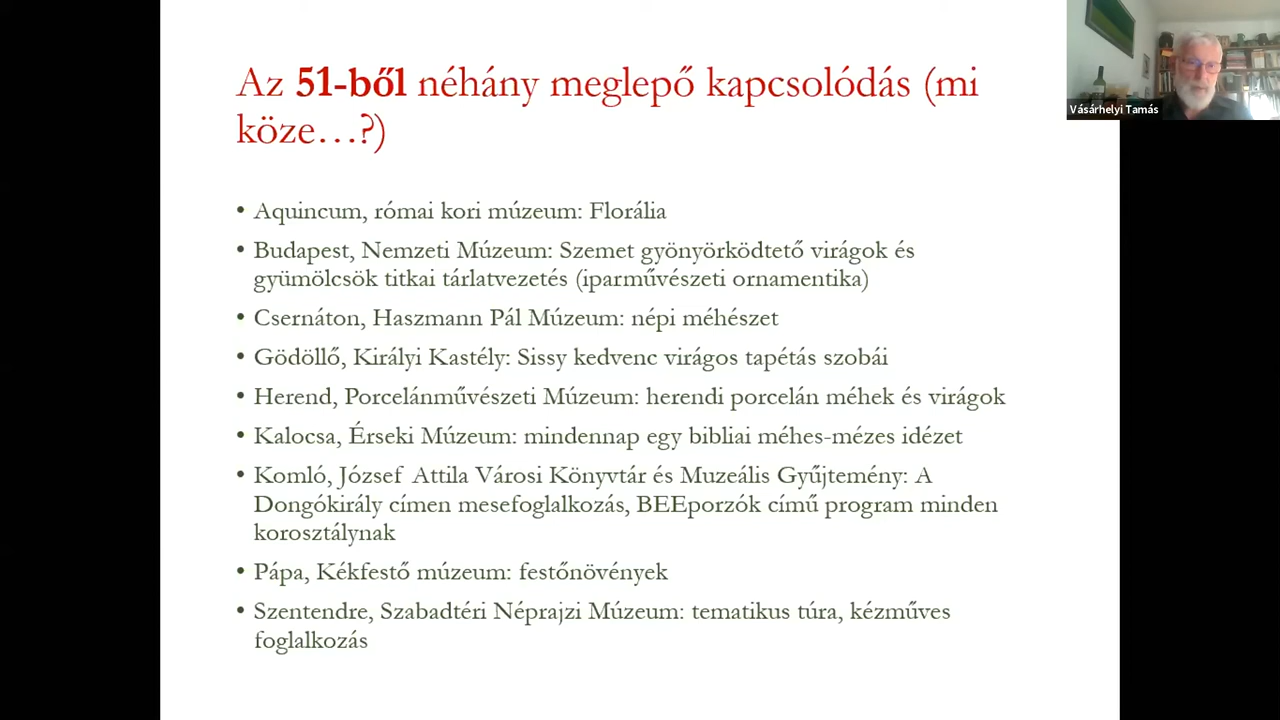 Az 51-ből néhány meglepő kapcsolódás (mi
köze…?)
• Aquincum, római kori múzeum: Florália
• Budapest, Nemzeti Múzeum: Szemet gyönyörködtető virágok és
gyümölcsök titkai tárlatvezetés (iparművészeti ornamentika)
• Csernáton, Haszmann Pál Múzeum: népi méhészet
• Gödöllő, Királyi Kastély: Sissy kedvenc virágos tapétás szobái
• Herend, Porcelánművészeti Múzeum: herendi porcelán méhek és virágok
• Kalocsa, Érseki Múzeum: mindennap egy bibliai méhes-mézes idézet
• Komló, József Attila Városi Könyvtár és Muzeális Gyűjtemény: A
Dongókirály címen mesefoglalkozás, BEEporzók című program minden
korosztálynak
• Pápa, Kékfestő múzeum: festőnövények
• Szentendre, Szabadtéri Néprajzi Múzeum: tematikus túra, kézműves
foglalkozás
Vásárhelyi Tamás